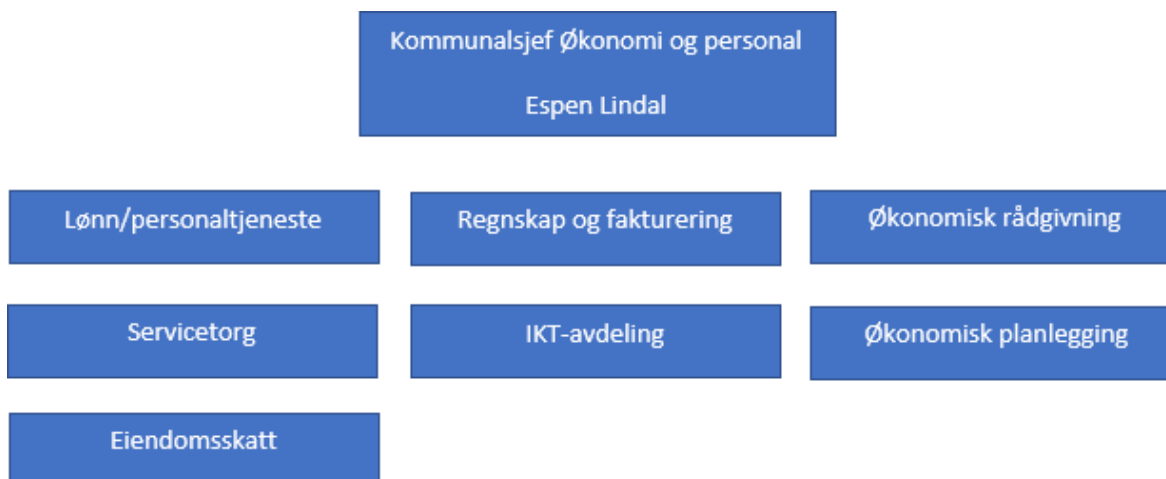 Kommunalsjef Økonomi og personal
Espen Lindal
Lønn/personaltjeneste
Regnskap og fakturering
Økonomisk rådgivning
Servicetorg
IKT-avdeling
Økonomisk planlegging
Eiendomsskatt